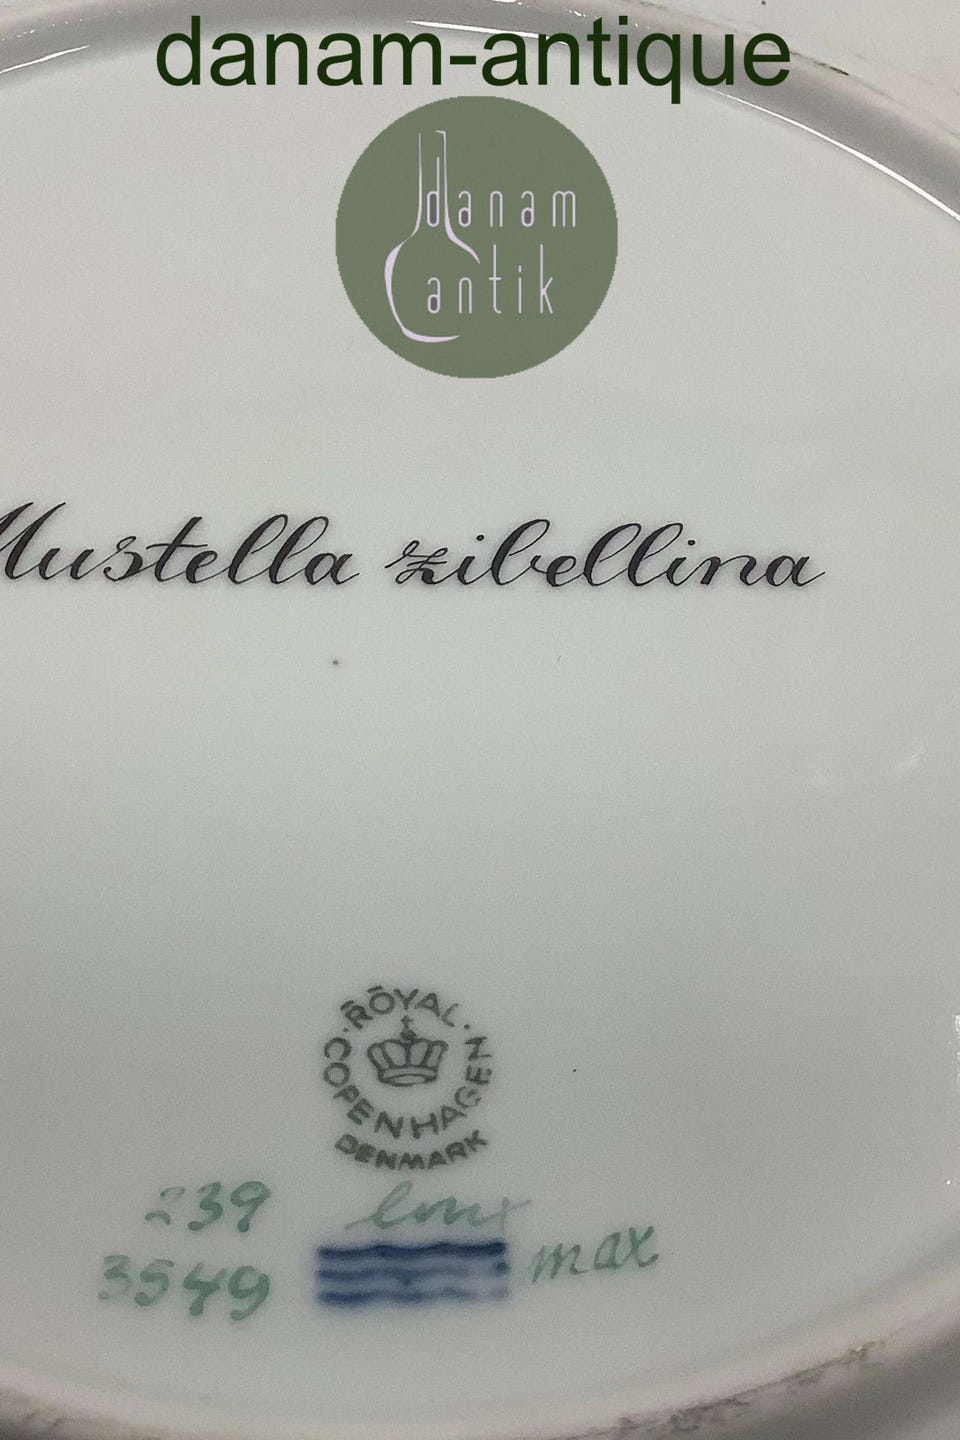 danam-antique
danam
antik
Mustella zibellina
ROYAL
COPENHAGEN
DENMARK
239
3549
max